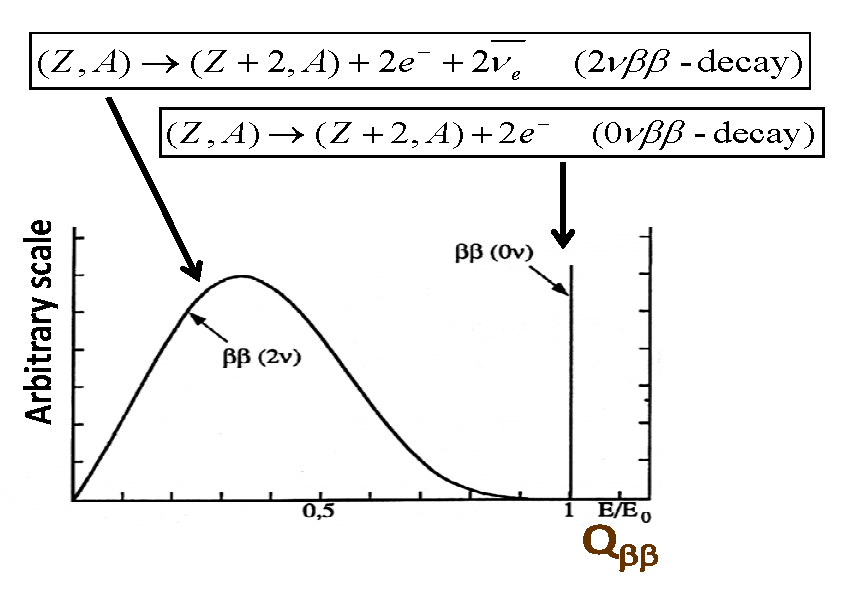 (Z, A) → (Z + 2, A) + 2e⁻ + 2ν̅ₑ (2νββ - decay)
(Z, A) → (Z + 2, A) + 2e⁻ (0νββ - decay)
Arbitrary scale
ββ (0ν)
ββ (2ν)
0,5 1 E/E₀
Qββ